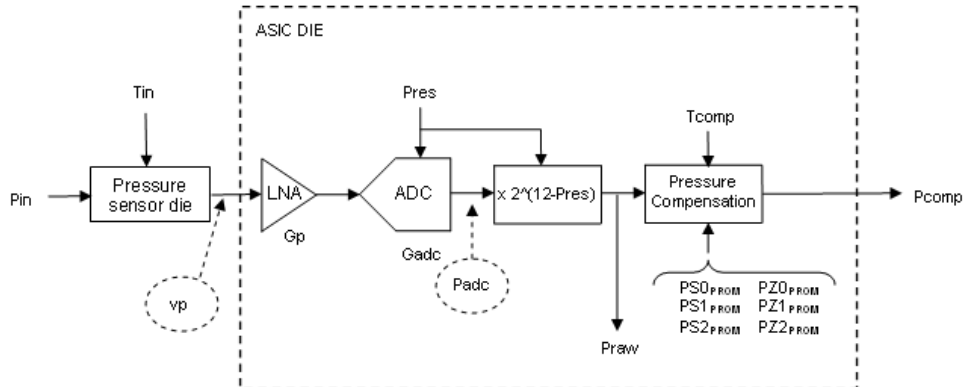 ASIC DIE
Tin
Pres
Tcomp
Pin
Pressure
sensor die
LNA
ADC
x 2^(12-Pres)
Pressure
Compensation
Pcomp
Gp
Gadc
vp
Padc
PS0PROM PZ0PROM
PS1PROM PZ1PROM
PS2PROM PZ2PROM
Praw